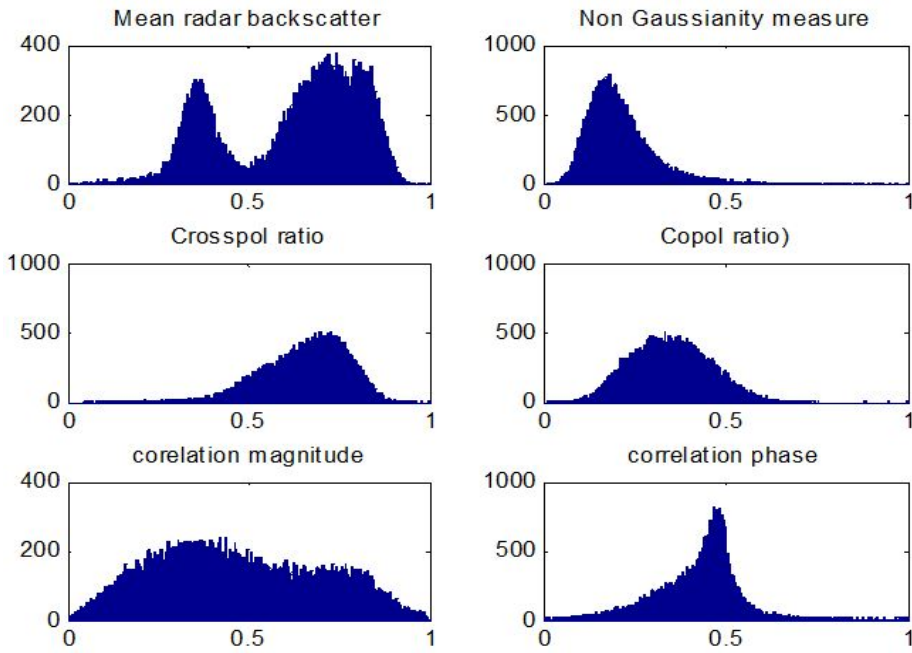 Mean radar backscatter
400
200
0
0 0.5 1
Non Gaussianity measure
1000
500
0
0 0.5 1
Crosspol ratio
1000
500
0
0 0.5 1
Copol ratio)
1000
500
0
0 0.5 1
corelation magnitude
400
200
0
0 0.5 1
correlation phase
1000
500
0
0 0.5 1